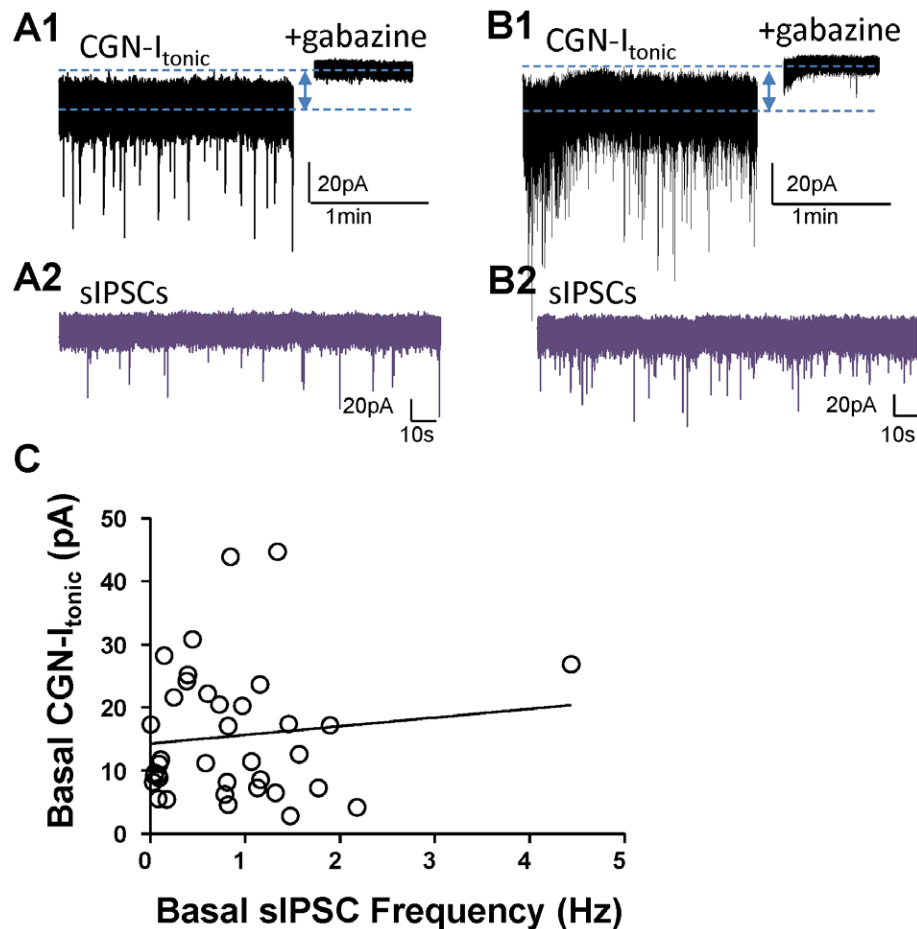 A1
CGN-Itonic
+gabazine
20pA
1min
B1
CGN-Itonic
+gabazine
20pA
1min
A2
sIPSCs
20pA
10s
B2
sIPSCs
20pA
10s
C
Basal CGN-Itonic (pA)
50
40
30
20
10
0
0 1 2 3 4 5
Basal sIPSC Frequency (Hz)